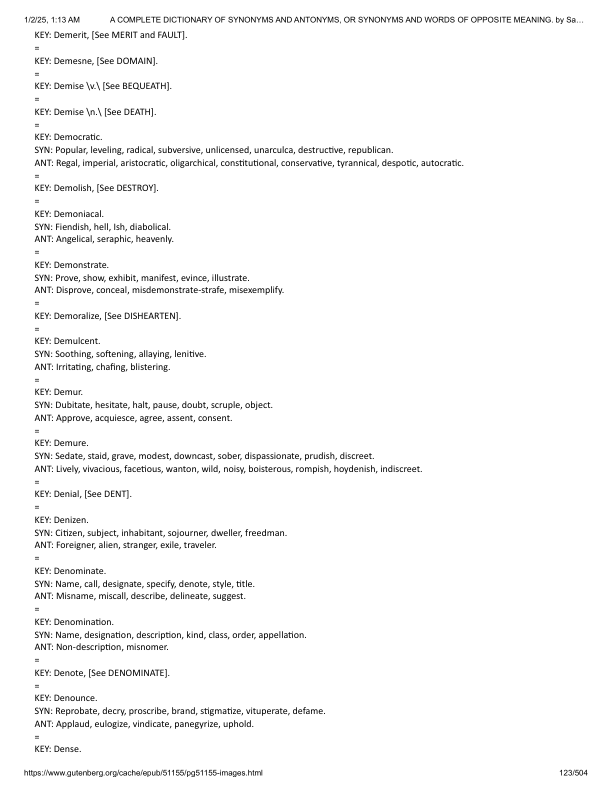 1/2/25, 1:13 AM A COMPLETE DICTIONARY OF SYNONYMS AND ANTONYMS, OR SYNONYMS AND WORDS OF OPPOSITE MEANING. by Sa…
KEY: Demerit, [See MERIT and FAULT].
=
KEY: Demesne, [See DOMAIN].
=
KEY: Demise \v.\ [See BEQUEATH].
=
KEY: Demise \n.\ [See DEATH].
=
KEY: Democratic.
SYN: Popular, leveling, radical, subversive, unlicensed, unarculca, destructive, republican.
ANT: Regal, imperial, aristocratic, oligarchical, constitutional, conservative, tyrannical, despotic, autocratic.
=
KEY: Demolish, [See DESTROY].
=
KEY: Demoniacal.
SYN: Fiendish, hell, Ish, diabolical.
ANT: Angelical, seraphic, heavenly.
=
KEY: Demonstrate.
SYN: Prove, show, exhibit, manifest, evince, illustrate.
ANT: Disprove, conceal, misdemonstrate-strafe, misexemplify.
=
KEY: Demoralize, [See DISHEARTEN].
=
KEY: Demulcent.
SYN: Soothing, softening, allaying, lenitive.
ANT: Irritating, chafing, blistering.
=
KEY: Demur.
SYN: Dubitate, hesitate, halt, pause, doubt, scruple, object.
ANT: Approve, acquiesce, agree, assent, consent.
=
KEY: Demure.
SYN: Sedate, staid, grave, modest, downcast, sober, dispassionate, prudish, discreet.
ANT: Lively, vivacious, facetious, wanton, wild, noisy, boisterous, rompish, hoydenish, indiscreet.
=
KEY: Denial, [See DENT].
=
KEY: Denizen.
SYN: Citizen, subject, inhabitant, sojourner, dweller, freedman.
ANT: Foreigner, alien, stranger, exile, traveler.
=
KEY: Denominate.
SYN: Name, call, designate, specify, denote, style, title.
ANT: Misname, miscall, describe, delineate, suggest.
=
KEY: Denomination.
SYN: Name, designation, description, kind, class, order, appellation.
ANT: Non-description, misnomer.
=
KEY: Denote, [See DENOMINATE].
=
KEY: Denounce.
SYN: Reprobate, decry, proscribe, brand, stigmatize, vituperate, defame.
ANT: Applaud, eulogize, vindicate, panegyrize, uphold.
=
KEY: Dense.
https://www.gutenberg.org/cache/epub/51155/pg51155-images.html 123/504